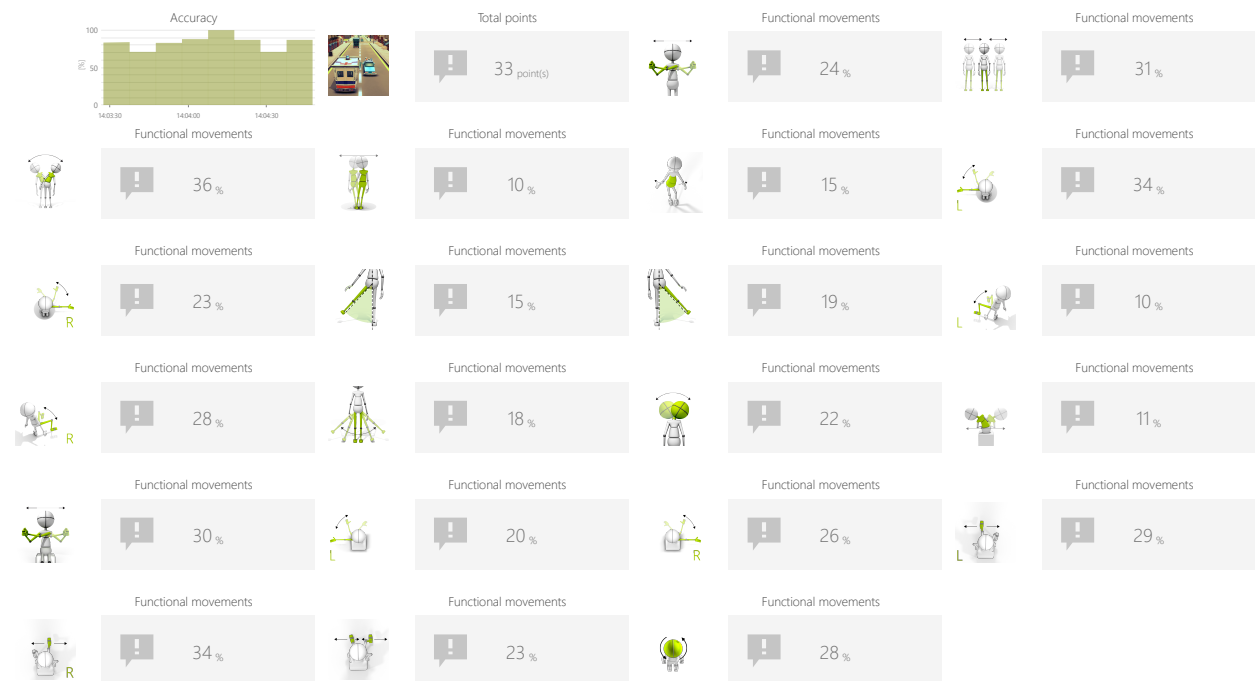 Accuracy
Total points
Functional movements
Functional movements
100
[%]
50
0
14:03:30
14:04:00
14:04:30
33 point(s)
24 %
31 %
Functional movements
Functional movements
Functional movements
Functional movements
36 %
10 %
15 %
L
34 %
Functional movements
Functional movements
Functional movements
Functional movements
R
23 %
15 %
19 %
L
10 %
Functional movements
Functional movements
Functional movements
Functional movements
R
28 %
18 %
22 %
11 %
Functional movements
Functional movements
Functional movements
Functional movements
30 %
L
20 %
R
26 %
L
29 %
Functional movements
Functional movements
Functional movements
R
34 %
23 %
28 %